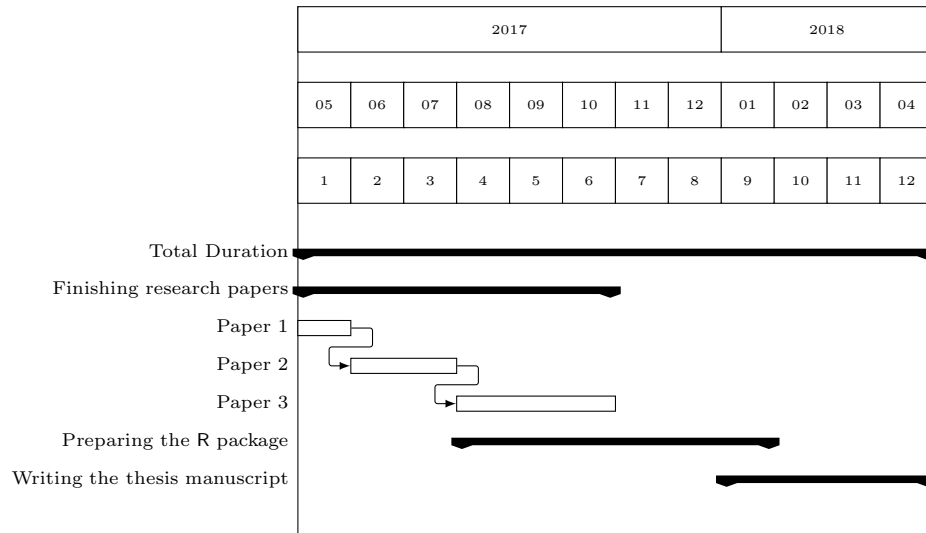 2017 2018
05 06 07 08 09 10 11 12 01 02 03 04
1 2 3 4 5 6 7 8 9 10 11 12
Total Duration
Finishing research papers
Paper 1
Paper 2
Paper 3
Preparing the R package
Writing the thesis manuscript